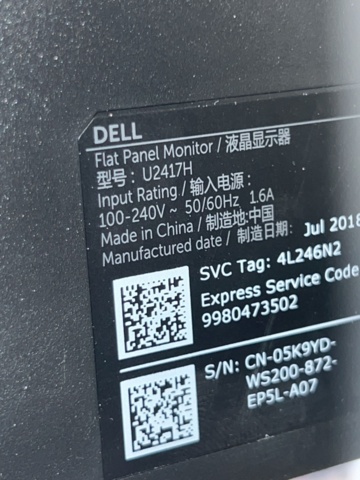 DELL
Flat Panel Monitor / 液晶显示器
型号: U2417H
Input Rating / 输入电源:
100-240V ~ 50/60Hz 1.6A
Made in China / 制造地:中国
Manufactured date / 制造日期: Jul 2018
SVC Tag: 4L246N2
Express Service Code
9980473502
S/N: CN-05K9YD-
WS200-872-
EP5L-A07